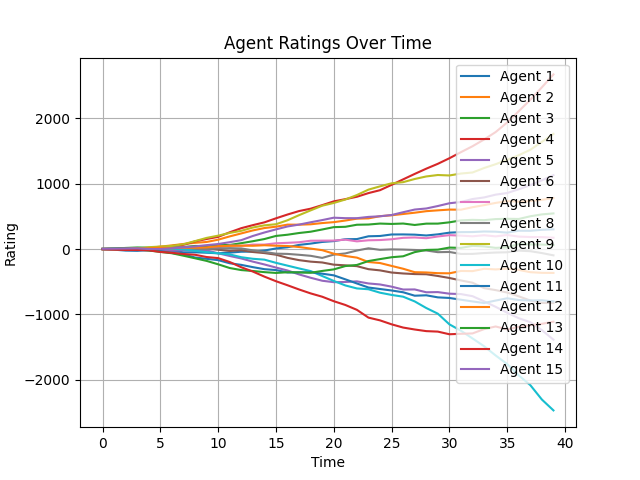 Agent Ratings Over Time
Rating
2000
1000
0
−1000
−2000
0 5 10 15 20 25 30 35 40
Time
Agent 1
Agent 2
Agent 3
Agent 4
Agent 5
Agent 6
Agent 7
Agent 8
Agent 9
Agent 10
Agent 11
Agent 12
Agent 13
Agent 14
Agent 15